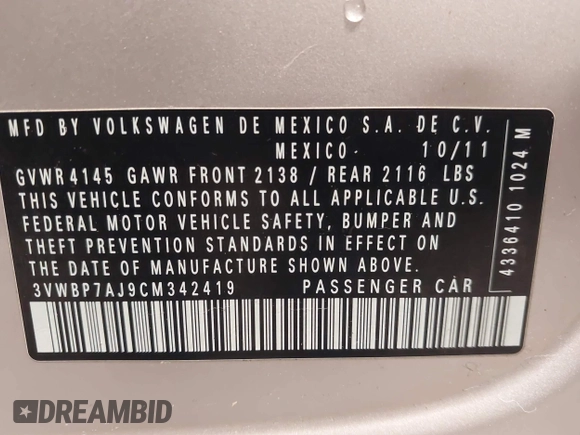 MFD BY VOLKSWAGEN DE MEXICO S.A. DE C.V.
MEXICO 10/11
GVWR 4145 GAWR FRONT 2138 / REAR 2116 LBS
THIS VEHICLE CONFORMS TO ALL APPLICABLE U.S.
FEDERAL MOTOR VEHICLE SAFETY, BUMPER AND
THEFT PREVENTION STANDARDS IN EFFECT ON
THE DATE OF MANUFACTURE SHOWN ABOVE.
3VWBP7AJ9CM342419 PASSENGER CAR
4336410 1024 M
DREAMBID